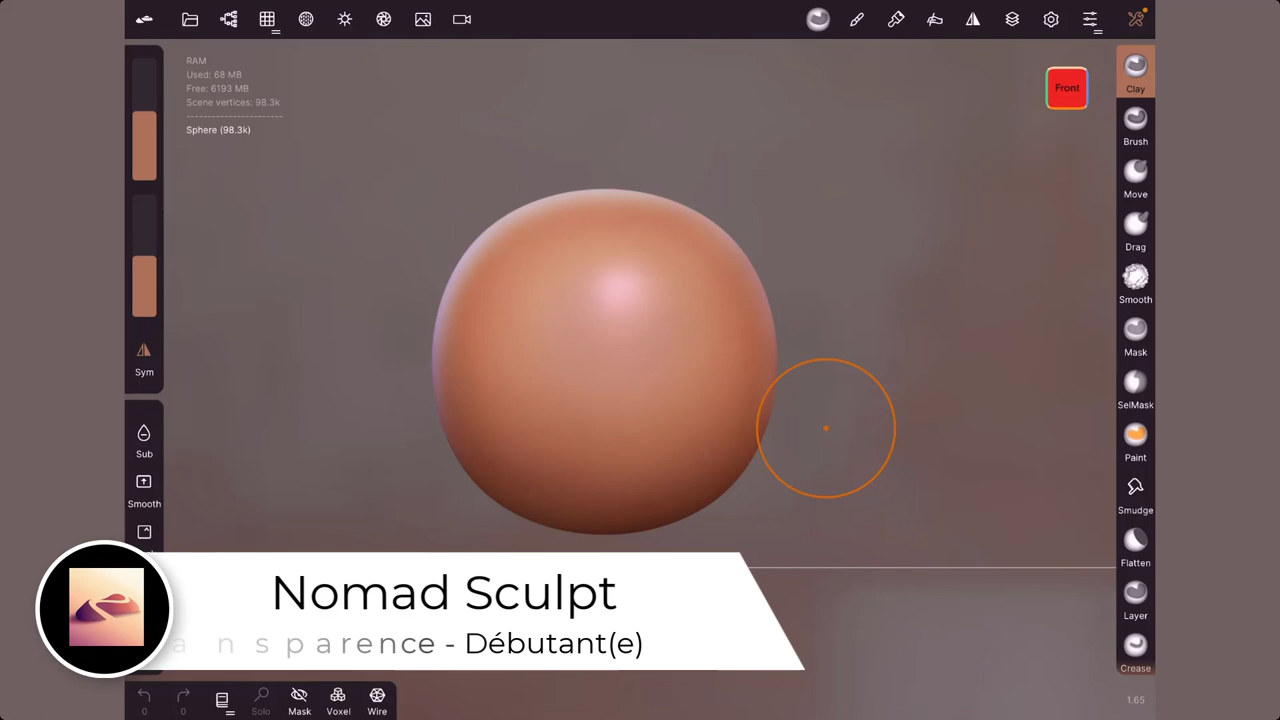 RAM
Used: 68 MB
Free: 6193 MB
Scene vertices: 98.3k
Sphere (98.3k)
Front
Clay
Brush
Move
Drag
Smooth
Mask
SelMask
Paint
Smudge
Flatten
Layer
Crease
1.65
Sym
Sub
Smooth
Nomad Sculpt
a n s p a r e n c e - Débutant(e)
0
0
Solo
Mask
Voxel
Wire